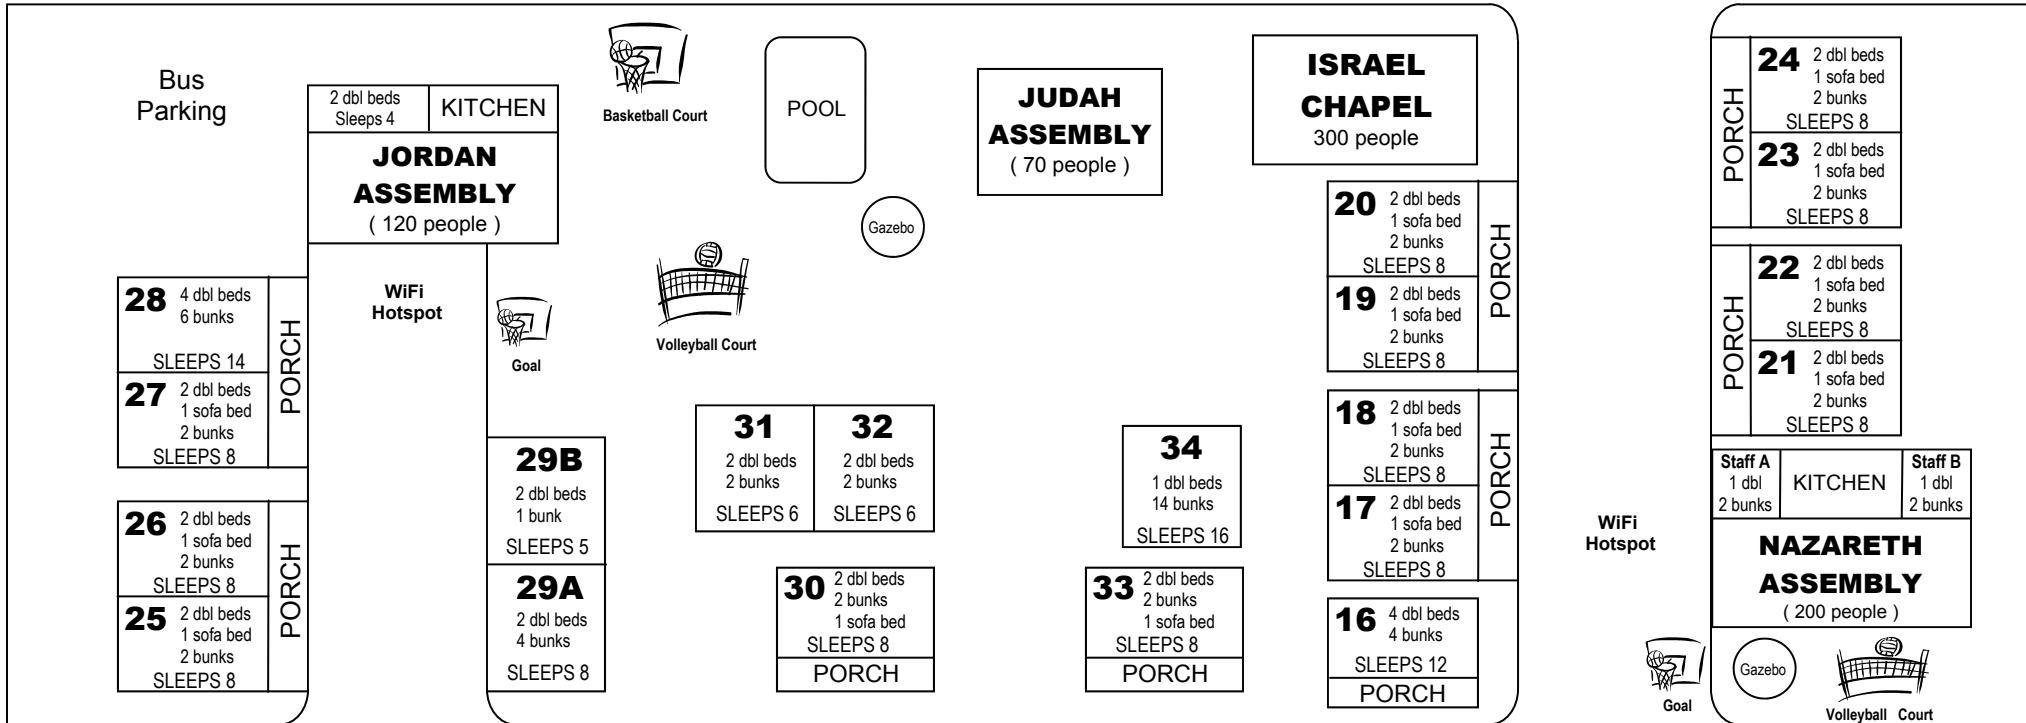 Bus
Parking
2 dbl beds
Sleeps 4
KITCHEN
JORDAN
ASSEMBLY
( 120 people )
Basketball Court
POOL
Gazebo
JUDAH
ASSEMBLY
( 70 people )
ISRAEL
CHAPEL
300 people
WiFi
Hotspot
Goal
Volleyball Court
28
4 dbl beds
6 bunks
SLEEPS 14
27
2 dbl beds
1 sofa bed
2 bunks
SLEEPS 8
PORCH
26
2 dbl beds
1 sofa bed
2 bunks
SLEEPS 8
25
2 dbl beds
1 sofa bed
2 bunks
SLEEPS 8
PORCH
29B
2 dbl beds
1 bunk
SLEEPS 5
29A
2 dbl beds
4 bunks
SLEEPS 8
31
2 dbl beds
2 bunks
SLEEPS 6
32
2 dbl beds
2 bunks
SLEEPS 6
30
2 dbl beds
2 bunks
1 sofa bed
SLEEPS 8
PORCH
34
1 dbl beds
14 bunks
SLEEPS 16
33
2 dbl beds
2 bunks
1 sofa bed
SLEEPS 8
PORCH
20
2 dbl beds
1 sofa bed
2 bunks
SLEEPS 8
19
2 dbl beds
1 sofa bed
2 bunks
SLEEPS 8
PORCH
18
2 dbl beds
1 sofa bed
2 bunks
SLEEPS 8
17
2 dbl beds
1 sofa bed
2 bunks
SLEEPS 8
PORCH
16
4 dbl beds
4 bunks
SLEEPS 12
PORCH
24
2 dbl beds
1 sofa bed
2 bunks
SLEEPS 8
23
2 dbl beds
1 sofa bed
2 bunks
SLEEPS 8
PORCH
22
2 dbl beds
1 sofa bed
2 bunks
SLEEPS 8
21
2 dbl beds
1 sofa bed
2 bunks
SLEEPS 8
PORCH
WiFi
Hotspot
Staff A
1 dbl
2 bunks
KITCHEN
Staff B
1 dbl
2 bunks
NAZARETH
ASSEMBLY
( 200 people )
Goal
Gazebo
Volleyball Court